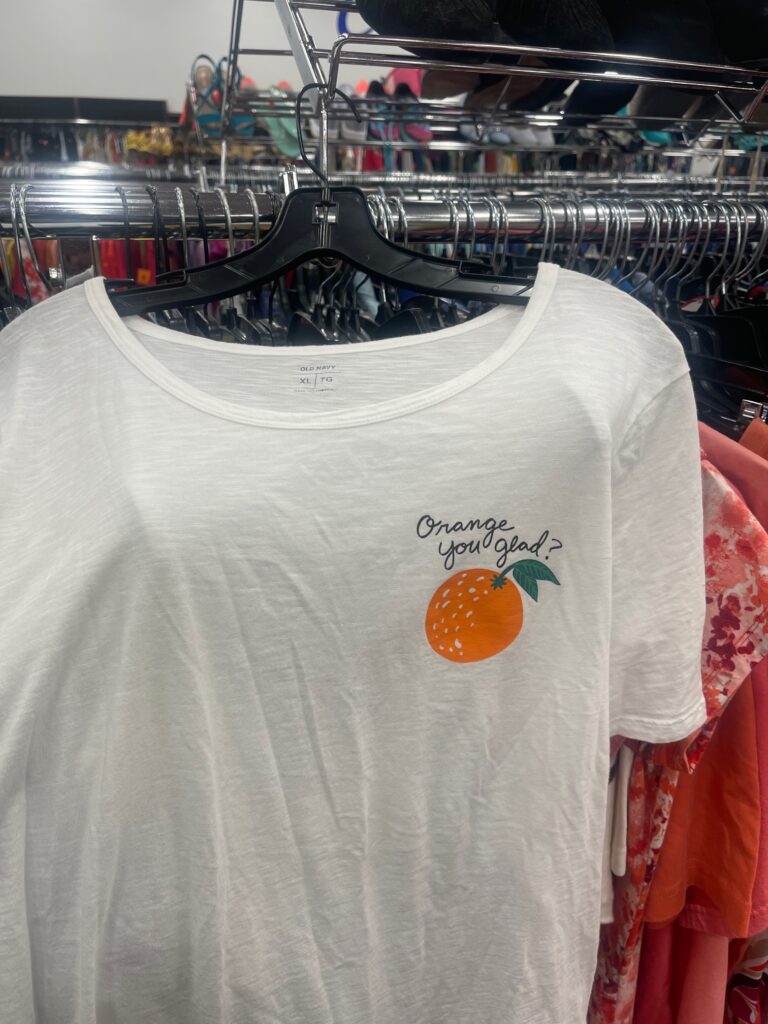 OLD NAVY
XL | TG
Orange
you glad?